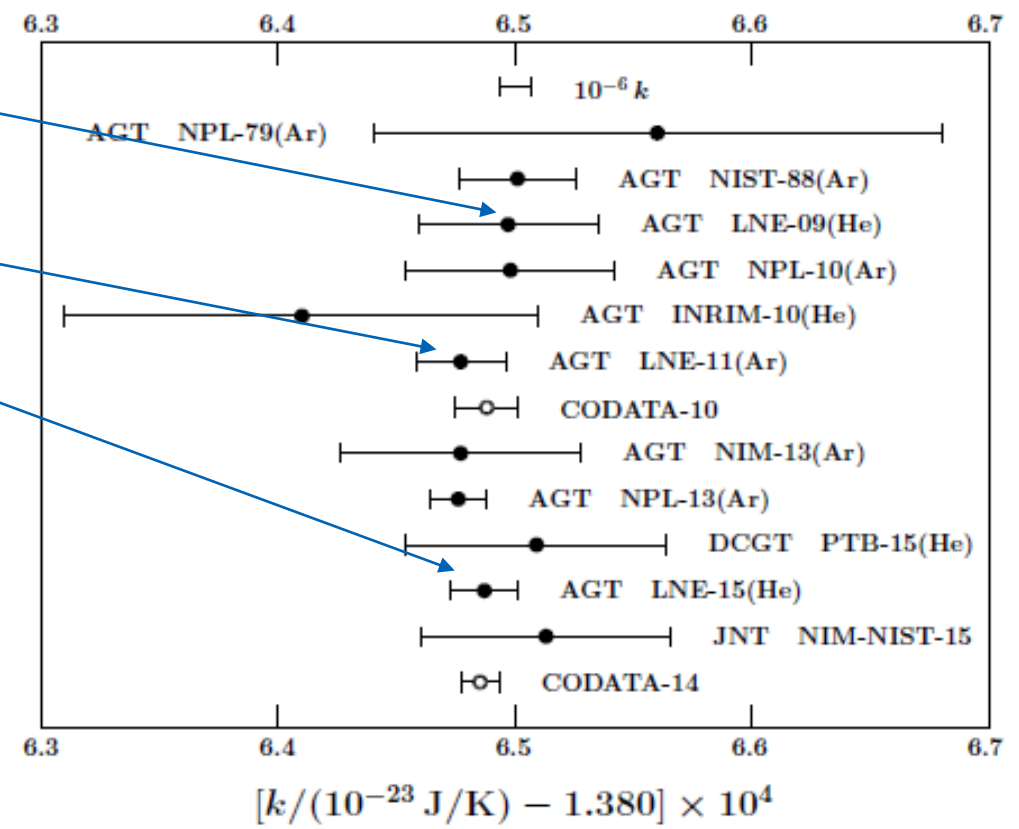 6.3 6.4 6.5 6.6 6.7
10⁻⁶ k
AGT NPL-79(Ar)
AGT NIST-88(Ar)
AGT LNE-09(He)
AGT NPL-10(Ar)
AGT INRIM-10(He)
AGT LNE-11(Ar)
CODATA-10
AGT NIM-13(Ar)
AGT NPL-13(Ar)
DCGT PTB-15(He)
AGT LNE-15(He)
JNT NIM-NIST-15
CODATA-14
6.3 6.4 6.5 6.6 6.7
[k/(10⁻²³ J/K) − 1.380] × 10⁴